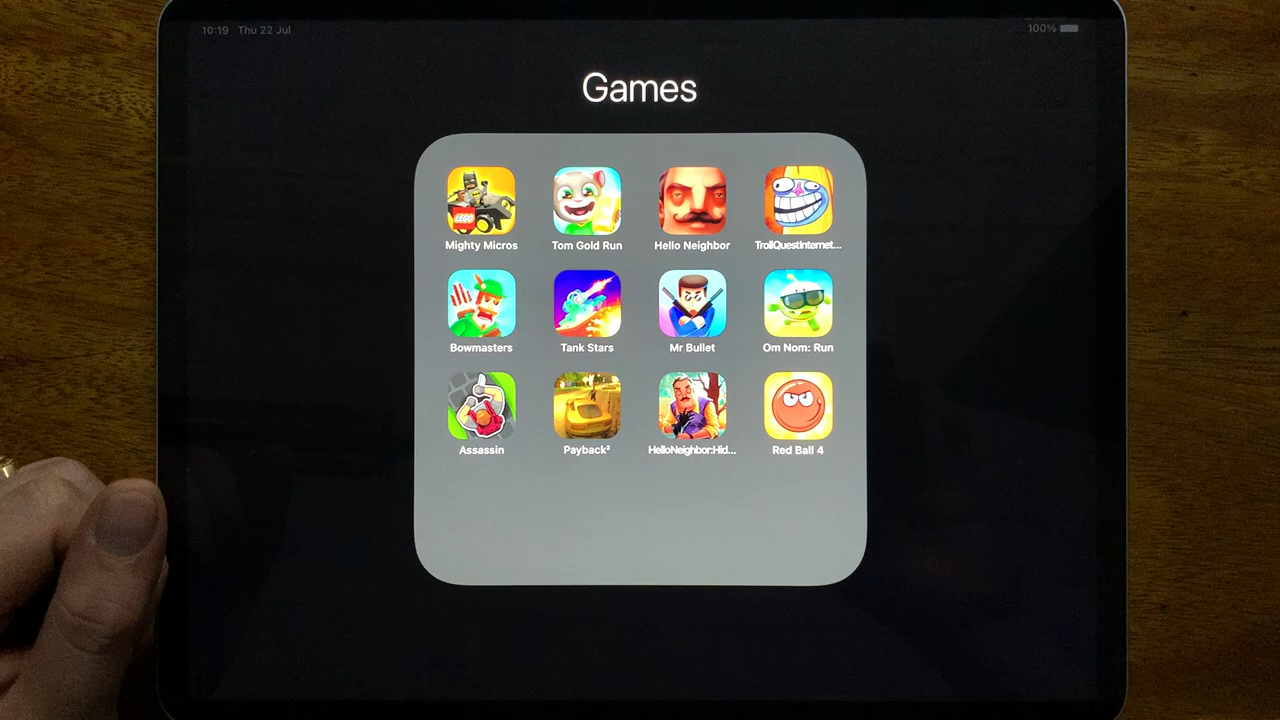 10:19 Thu 22 Jul
100%
Games
LEGO
Mighty Micros
Tom Gold Run
Hello Neighbor
TrollQuestInternet...
Bowmasters
Tank Stars
Mr Bullet
Om Nom: Run
Assassin
Payback²
HelloNeighbor:Hid...
Red Ball 4